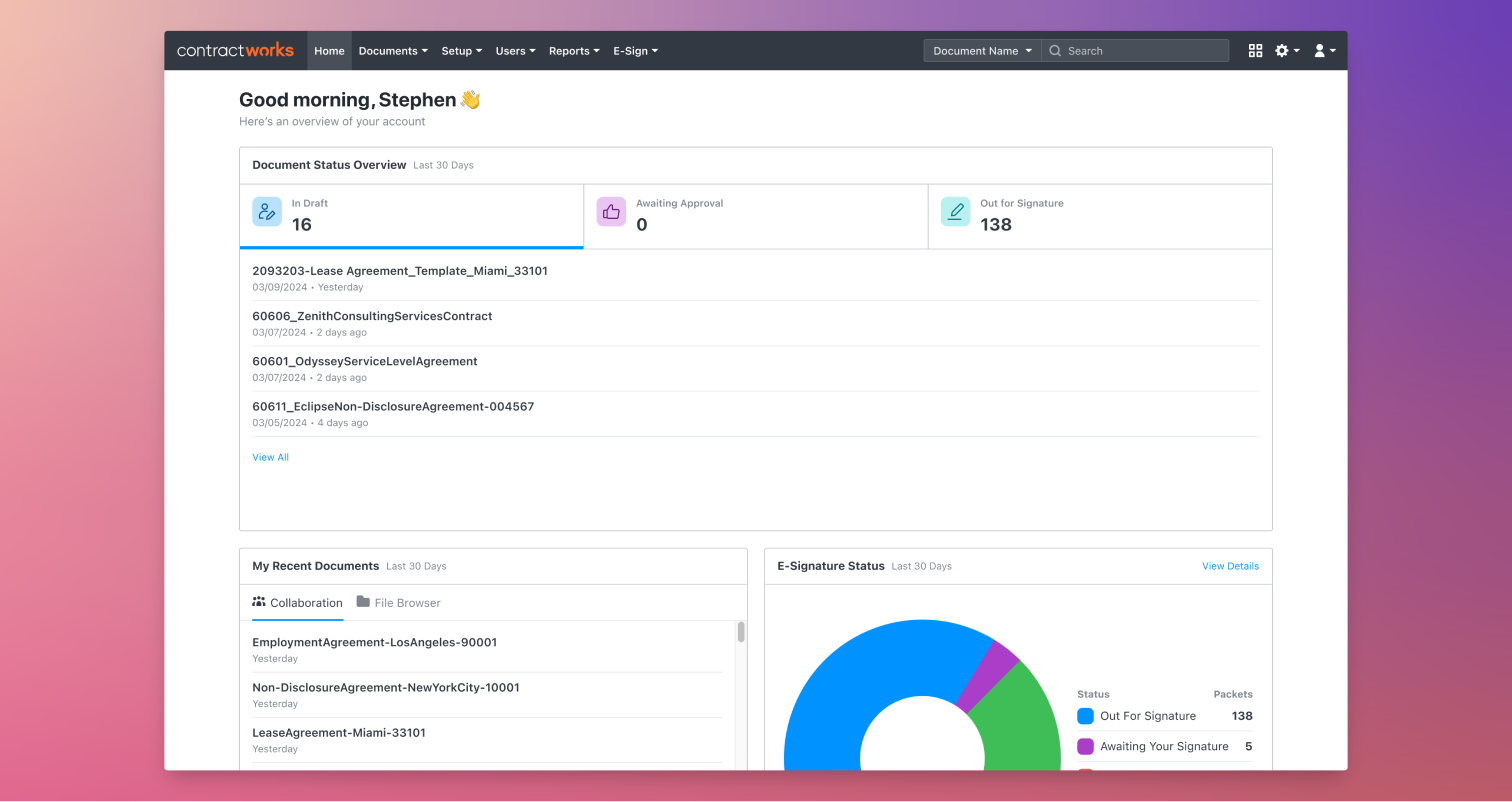 contractworks Home Documents Setup Users Reports E-Sign Document Name Search
Good morning, Stephen 👋
Here's an overview of your account
Document Status Overview Last 30 Days
In Draft
16
Awaiting Approval
0
Out for Signature
138
2093203-Lease Agreement_Template_Miami_33101
03/09/2024 • Yesterday
60606_ZenithConsultingServicesContract
03/07/2024 • 2 days ago
60601_OdysseyServiceLevelAgreement
03/07/2024 • 2 days ago
60611_EclipseNon-DisclosureAgreement-004567
03/05/2024 • 4 days ago
View All
My Recent Documents Last 30 Days
Collaboration File Browser
EmploymentAgreement-LosAngeles-90001
Yesterday
Non-DisclosureAgreement-NewYorkCity-10001
Yesterday
LeaseAgreement-Miami-33101
Yesterday
E-Signature Status Last 30 Days View Details
Status Packets
Out For Signature 138
Awaiting Your Signature 5